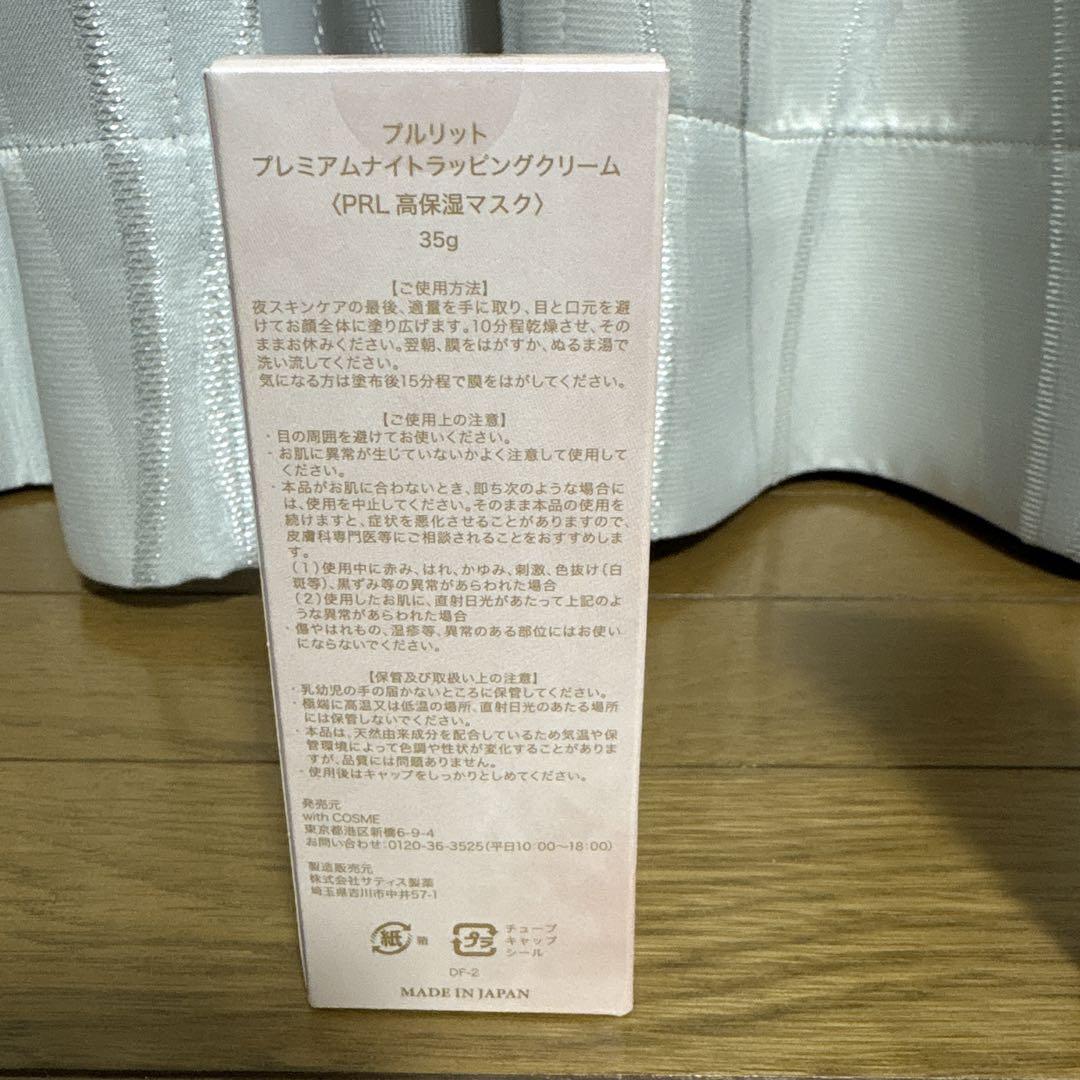 プルリット
プレミアムナイトラッピングクリーム
〈PRL 高保湿マスク〉
35g
【ご使用方法】
夜スキンケアの最後、適量を手に取り、目と口元を避
けてお顔全体に塗り広げます。10分程乾燥させ、その
ままお休みください。翌朝、膜をはがすか、ぬるま湯で
洗い流してください。
気になる方は塗布後15分程で膜をはがしてください。
【ご使用上の注意】
・目の周囲を避けてお使いください。
・お肌に異常が生じていないかよく注意して使用して
ください。
・本品がお肌に合わないとき、即ち次のような場合に
は、使用を中止してください。そのまま本品の使用を
続けますと、症状を悪化させることがありますので、
皮膚科専門医等にご相談されることをおすすめしま
す。
(1)使用中に赤み、はれ、かゆみ、刺激、色抜け(白
斑等)、黒ずみ等の異常があらわれた場合
(2)使用したお肌に、直射日光があたって上記のよ
うな異常があらわれた場合
・傷やはれもの、湿疹等、異常のある部位にはお使い
にならないでください。
【保管及び取扱い上の注意】
・乳幼児の手の届かないところに保管してください。
・極端に高温又は低温の場所、直射日光のあたる場所
には保管しないでください。
・本品は、天然由来成分を配合しているため気温や保
管環境によって色調や性状が変化することがありま
すが、品質には問題ありません。
・使用後はキャップをしっかりとしめてください。
発売元
with COSME
東京都港区新橋6-9-4
お問い合わせ:0120-36-3525(平日10:00〜18:00)
製造販売元
株式会社サティス製薬
埼玉県吉川市中井57-1
紙 箱
プラ チューブ
キャップ
シール
DF-2
MADE IN JAPAN